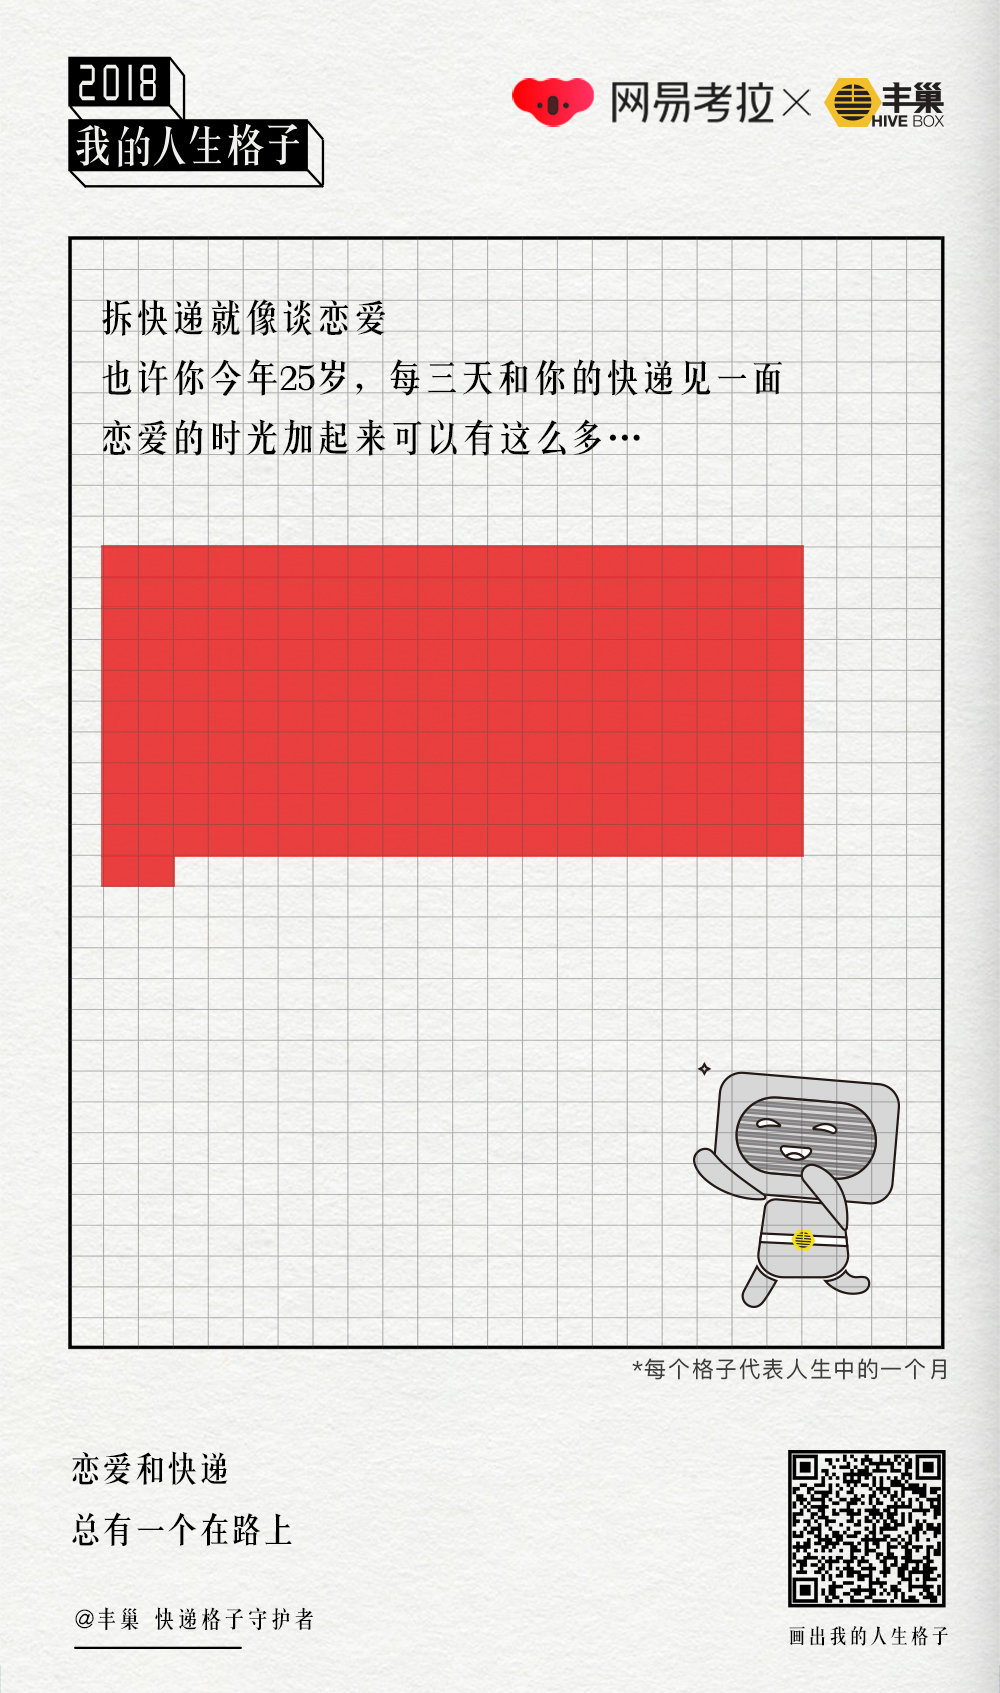 2018
我的人生格子
网易考拉×丰巢
HIVE BOX
拆快递就像谈恋爱
也许你今年25岁，每三天和你的快递见一面
恋爱的时光加起来可以有这么多…
*每个格子代表人生中的一个月
恋爱和快递
总有一个在路上
@丰巢 快递格子守护者
画出我的人生格子